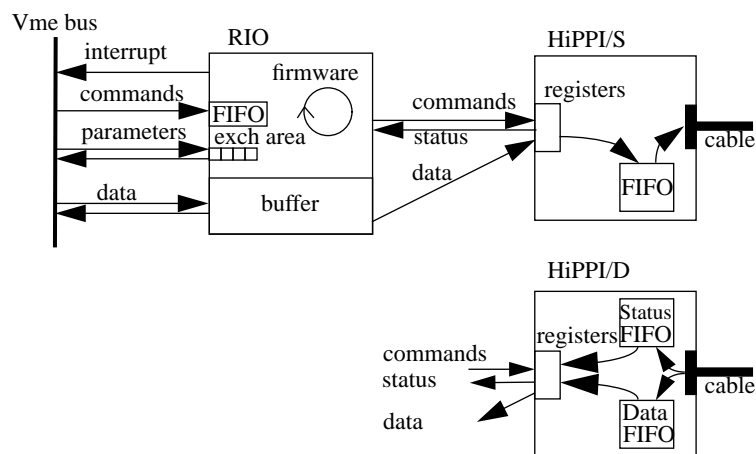 Vme bus
RIO
HiPPI/S
interrupt
firmware
commands
FIFO
commands
registers
parameters
exch area
status
cable
data
data
FIFO
buffer
HiPPI/D
Status
FIFO
registers
commands
status
cable
data
Data
FIFO